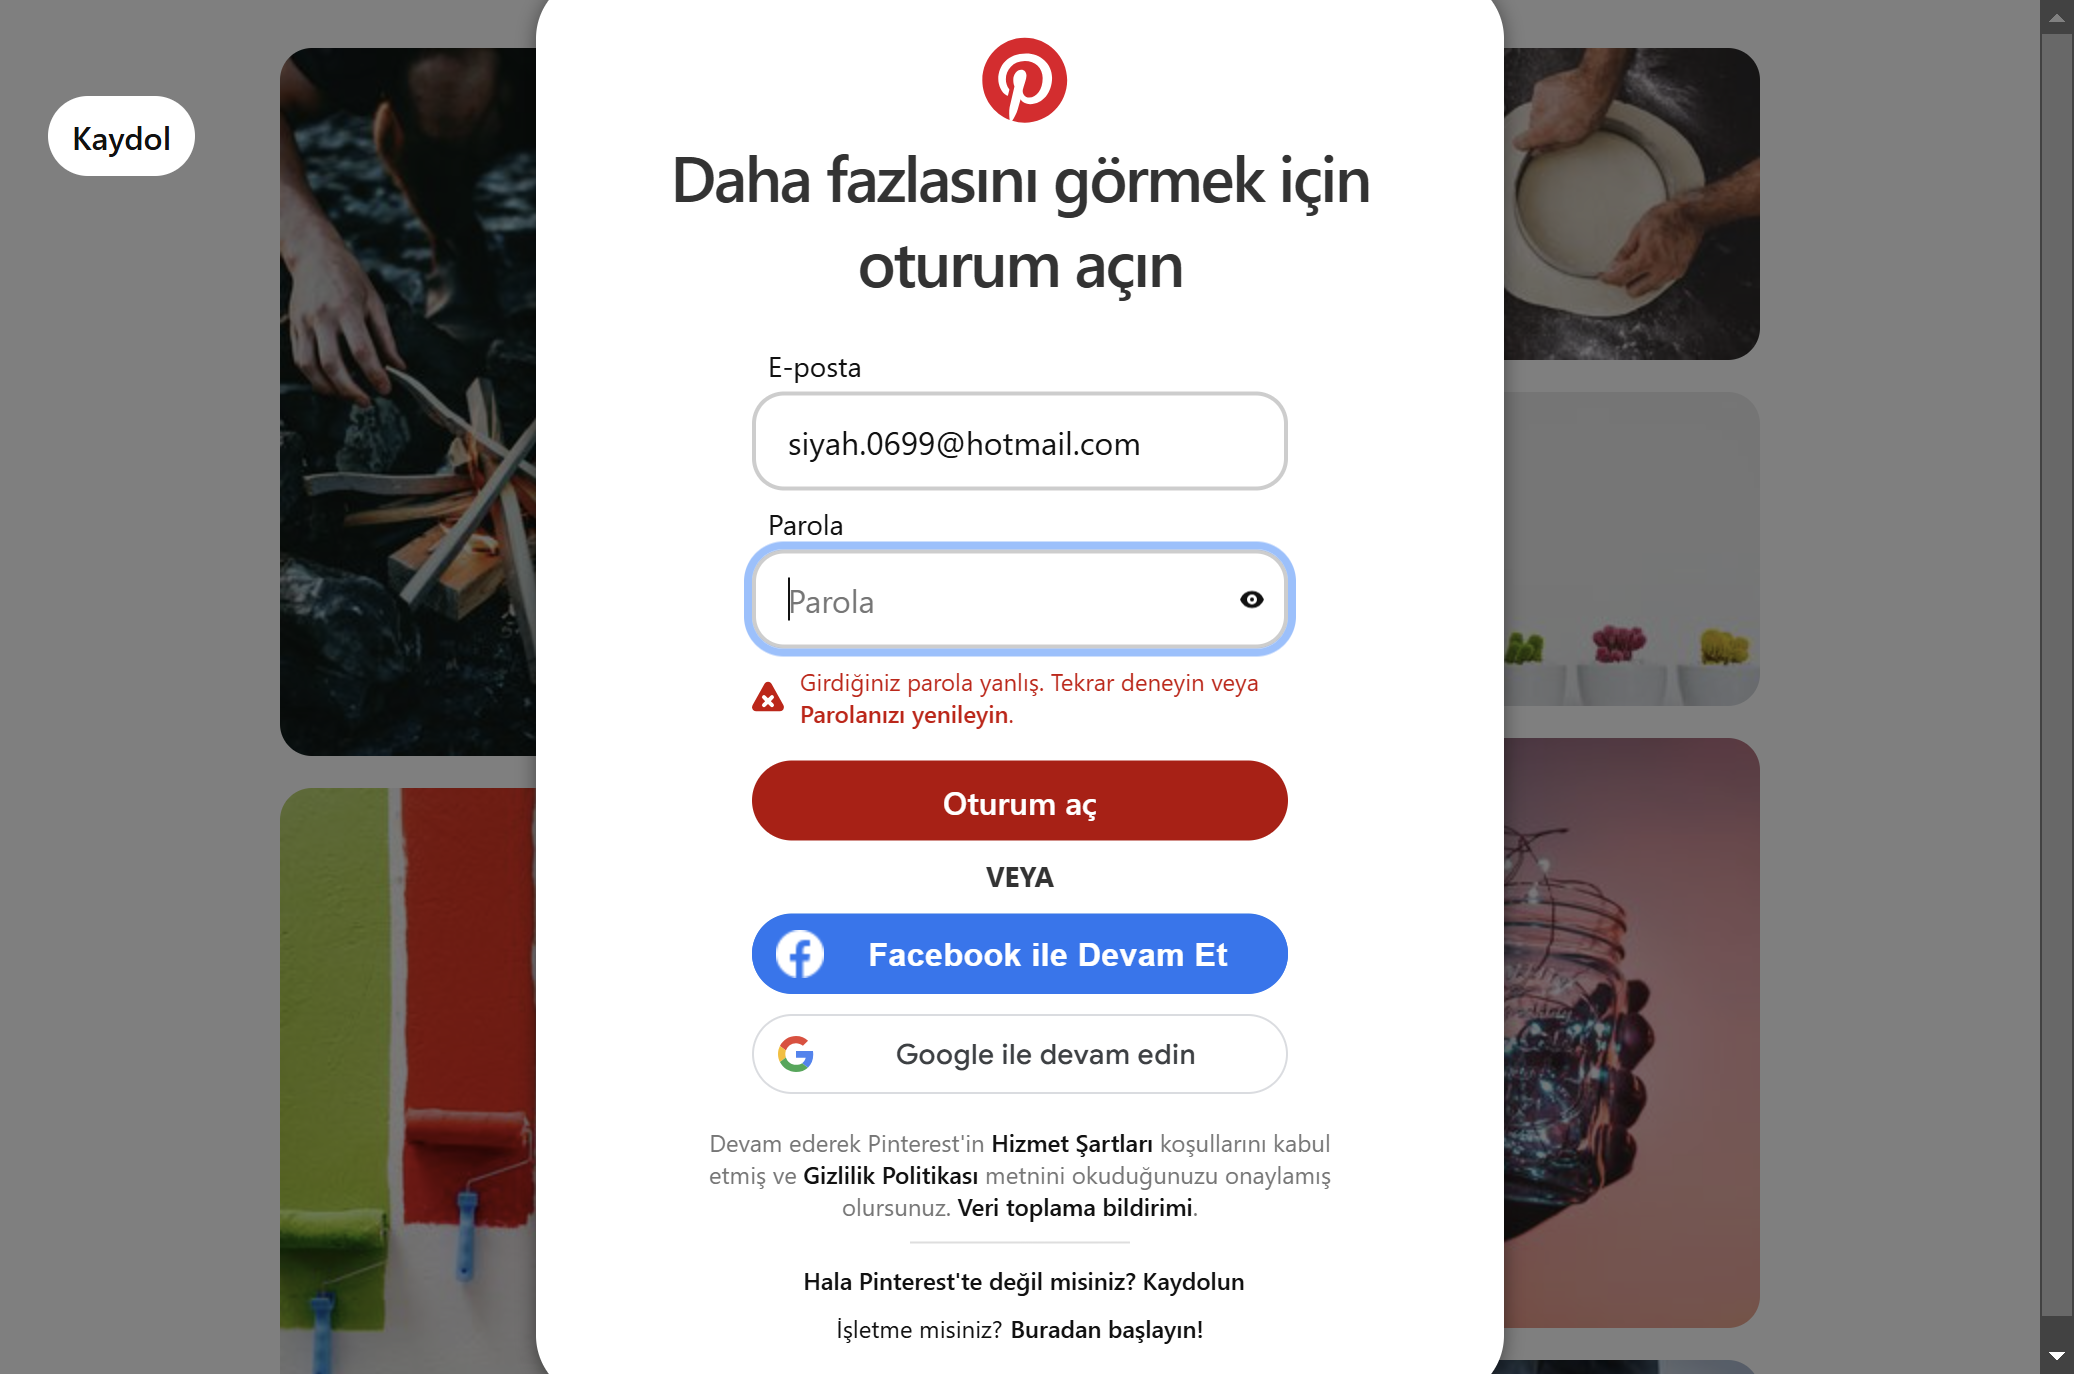 Kaydol
Daha fazlasını görmek için
oturum açın
E-posta
siyah.0699@hotmail.com
Parola
Parola
Girdiğiniz parola yanlış. Tekrar deneyin veya
Parolanızı yenileyin.
Oturum aç
VEYA
Facebook ile Devam Et
Google ile devam edin
Devam ederek Pinterest'in Hizmet Şartları koşullarını kabul
etmiş ve Gizlilik Politikası metnini okuduğunuzu onaylamış
olursunuz. Veri toplama bildirimi.
Hala Pinterest'te değil misiniz? Kaydolun
İşletme misiniz? Buradan başlayın!